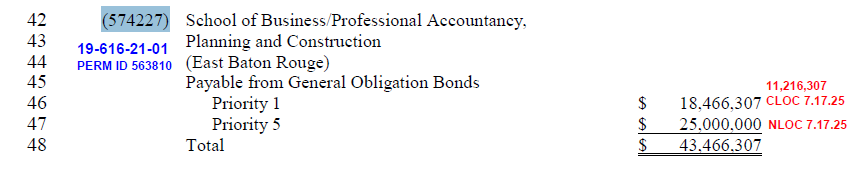 42 (574227) School of Business/Professional Accountancy,
43 19-616-21-01 Planning and Construction
44 PERM ID 563810 (East Baton Rouge)
45 Payable from General Obligation Bonds
11,216,307
46 Priority 1 $ 18,466,307 CLOC 7.17.25
47 Priority 5 $ 25,000,000 NLOC 7.17.25
48 Total $ 43,466,307